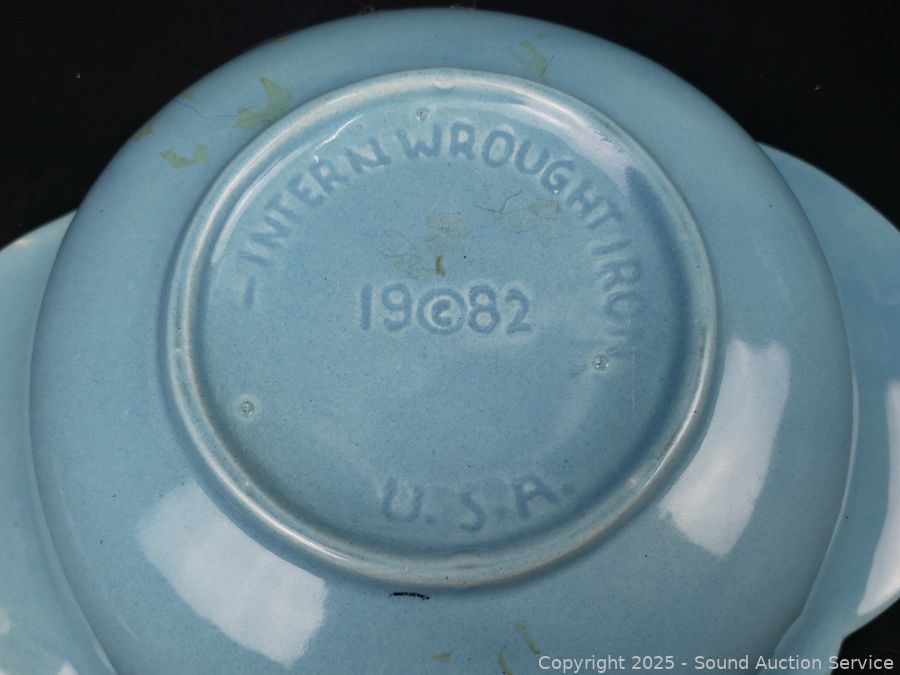 INTERN'L WROUGHT IRON
19©82
U.S.A.
Copyright © 2025 - Sound Auction Service